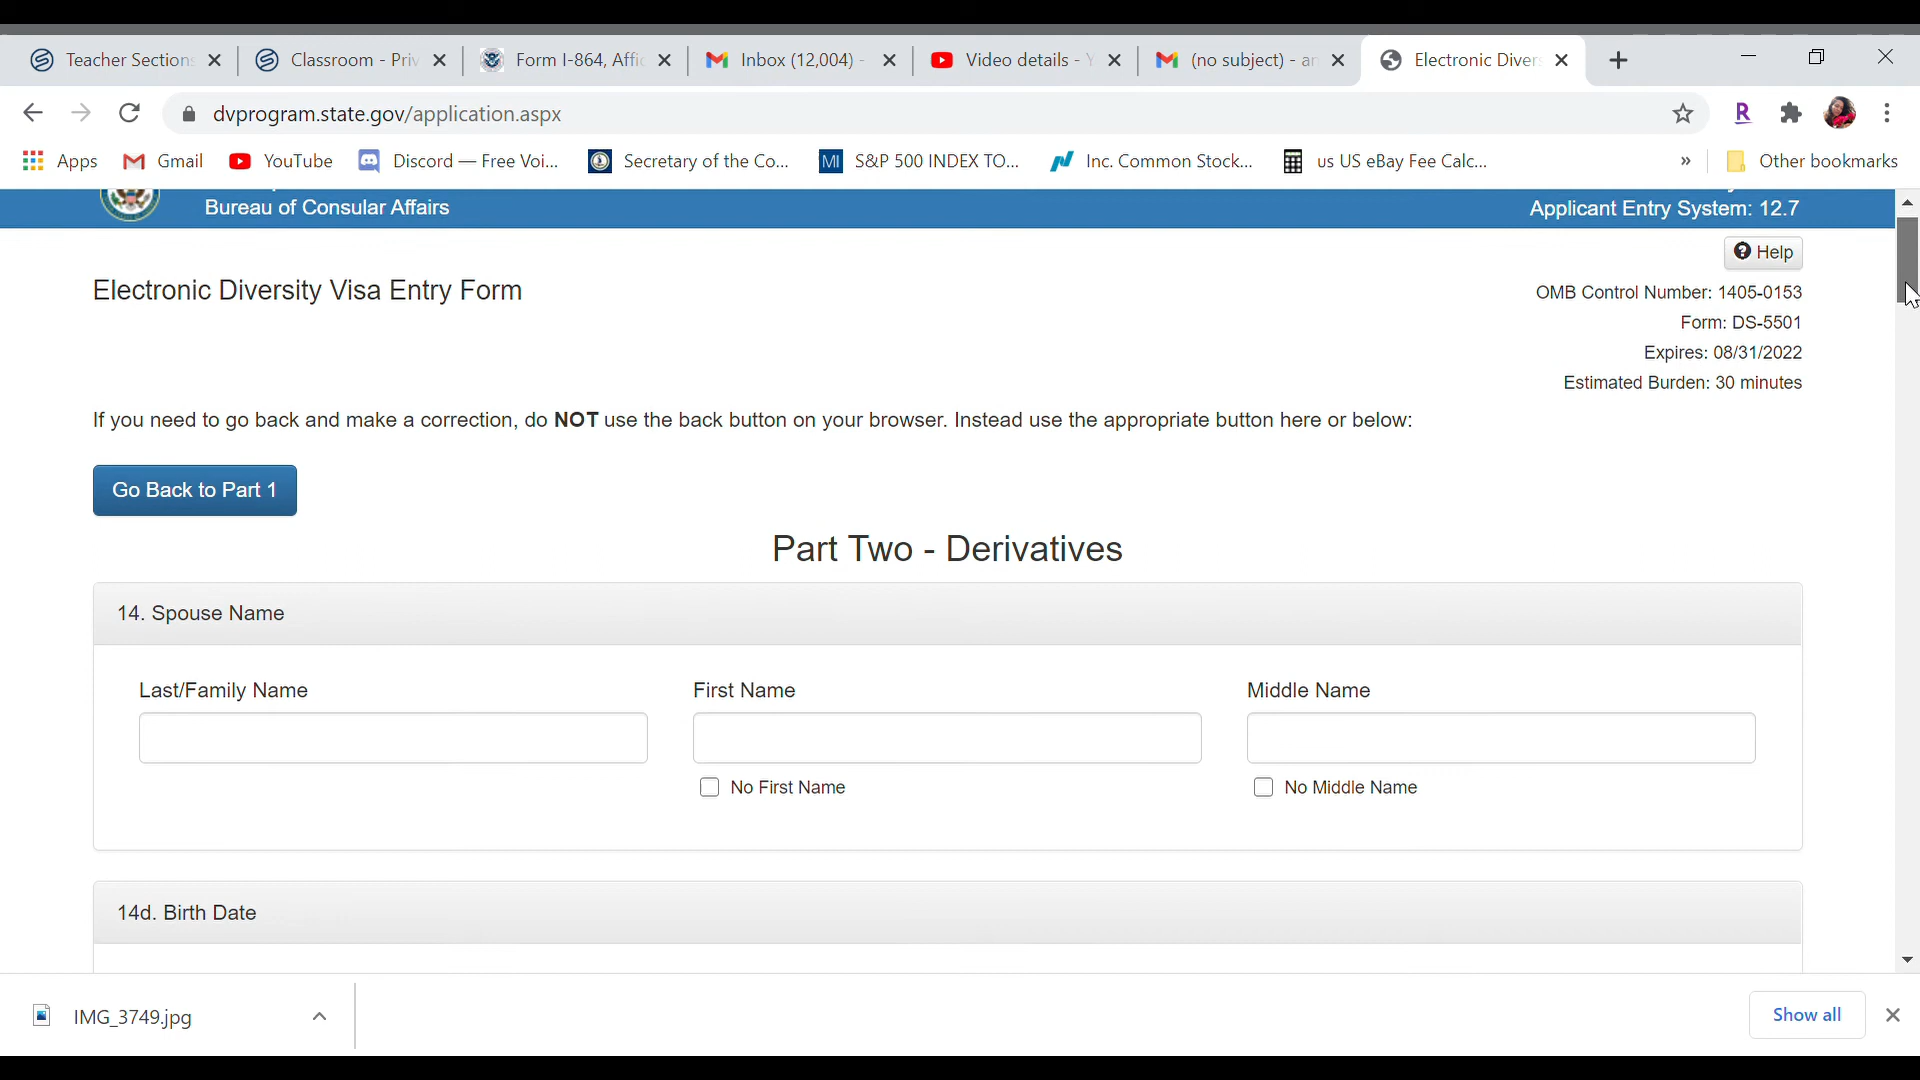 Teacher Sections
Classroom - Priv
Form I-864, Affi
Inbox (12,004) -
Video details - Y
(no subject) - an
Electronic Divers
dvprogram.state.gov/application.aspx
R
Apps
Gmail
YouTube
Discord — Free Voi...
Secretary of the Co...
MI
S&P 500 INDEX TO...
Inc. Common Stock...
us US eBay Fee Calc...
»
Other bookmarks
Bureau of Consular Affairs
Applicant Entry System: 12.7
Help
Electronic Diversity Visa Entry Form
OMB Control Number: 1405-0153
Form: DS-5501
Expires: 08/31/2022
Estimated Burden: 30 minutes
If you need to go back and make a correction, do NOT use the back button on your browser. Instead use the appropriate button here or below:
Go Back to Part 1
Part Two - Derivatives
14. Spouse Name
Last/Family Name
First Name
Middle Name
No First Name
No Middle Name
14d. Birth Date
IMG_3749.jpg
Show all